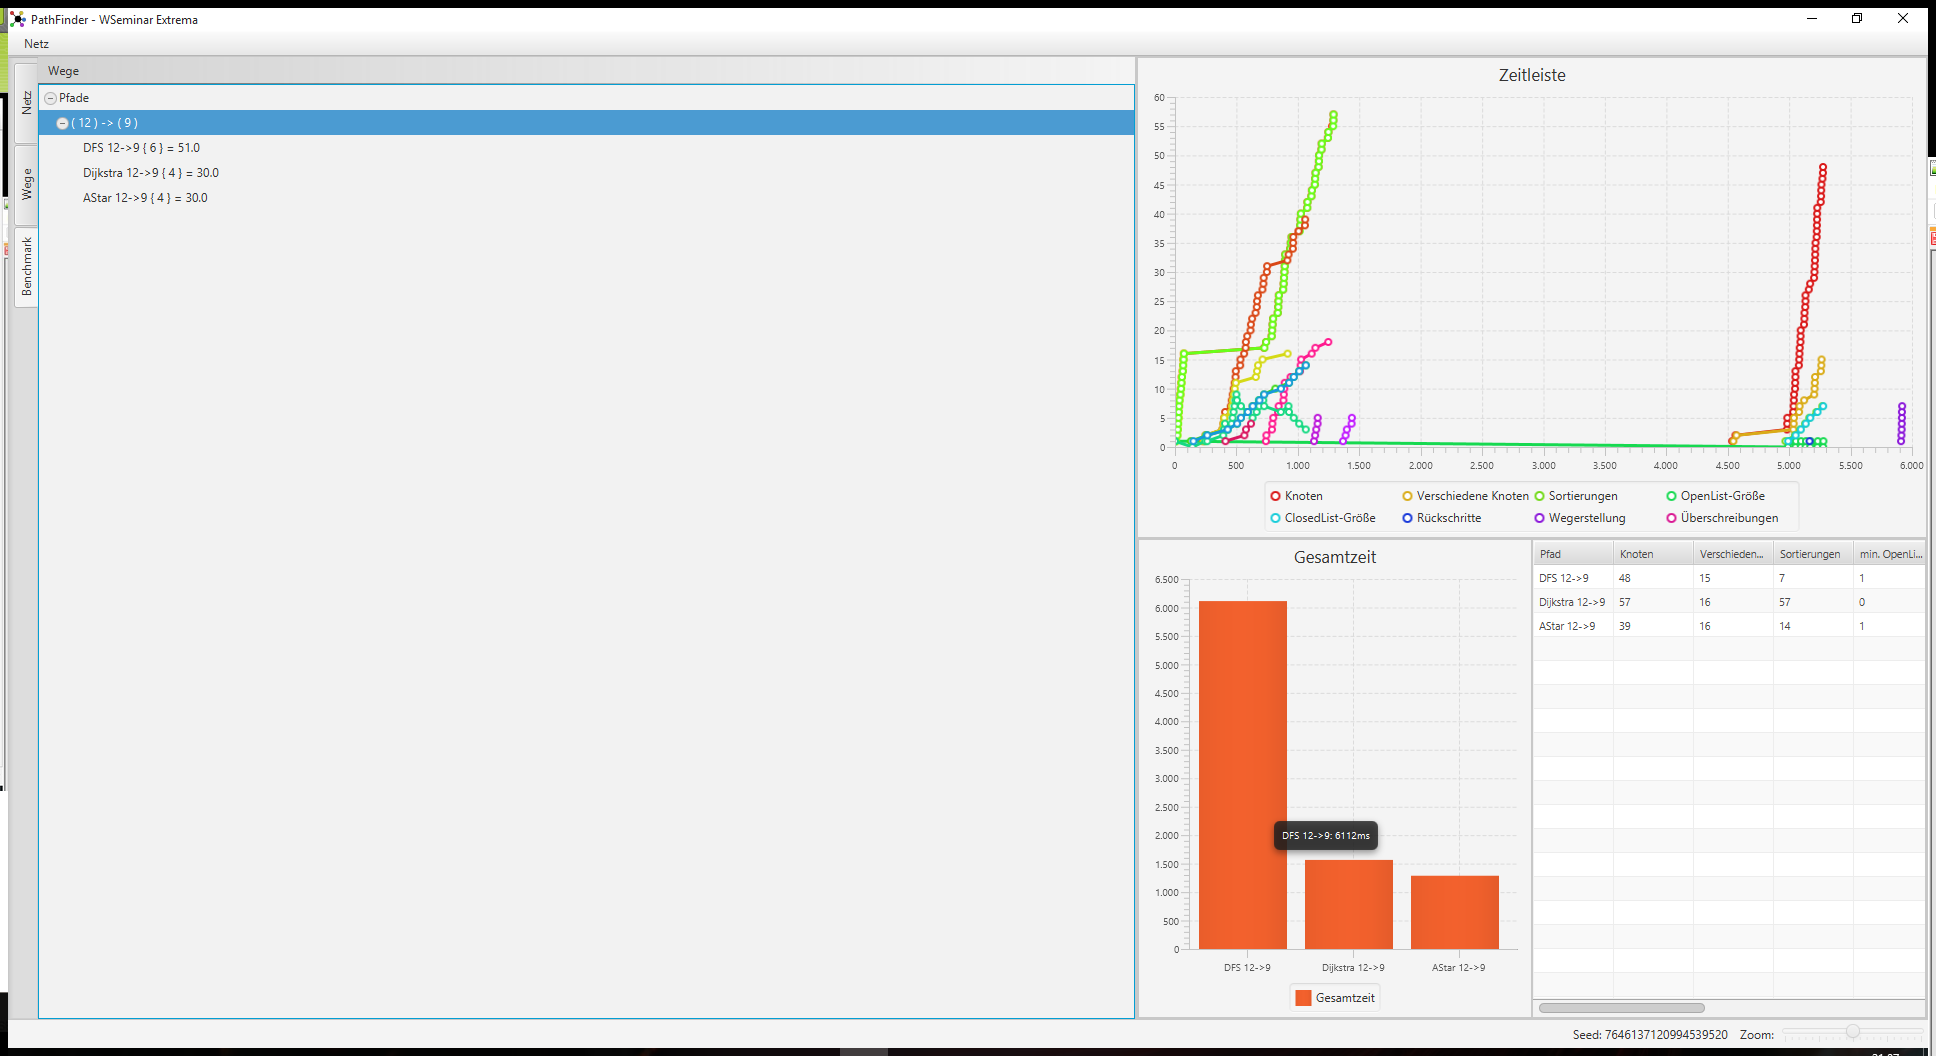 PathFinder - WSeminar Extrema
Netz
Netz
Wege
Benchmark
Wege
Pfade
( 12 ) -> ( 9 )
DFS 12->9 { 6 } = 51.0
Dijkstra 12->9 { 4 } = 30.0
AStar 12->9 { 4 } = 30.0
Zeitleiste
60
55
50
45
40
35
30
25
20
15
10
5
0
0 500 1.000 1.500 2.000 2.500 3.000 3.500 4.000 4.500 5.000 5.500 6.000
Knoten Verschiedene Knoten Sortierungen OpenList-Größe
ClosedList-Größe Rückschritte Wegerstellung Überschreibungen
Gesamtzeit
6.500
6.000
5.500
5.000
4.500
4.000
3.500
3.000
2.500
2.000
1.500
1.000
500
0
DFS 12->9: 6112ms
DFS 12->9 Dijkstra 12->9 AStar 12->9
Gesamtzeit
Pfad Knoten Verschieden... Sortierungen min. OpenLi...
DFS 12->9 48 15 7 1
Dijkstra 12->9 57 16 57 0
AStar 12->9 39 16 14 1
Seed: 7646137120994539520 Zoom: